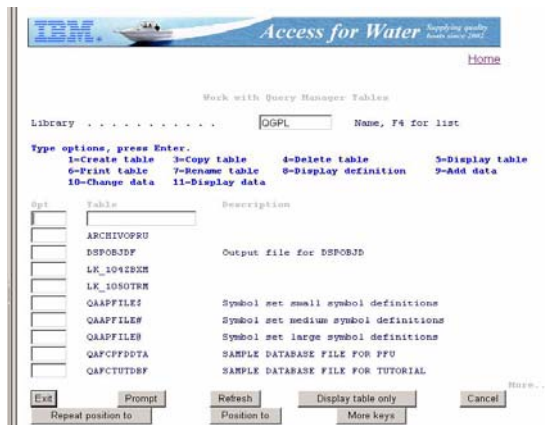 IBM. Access for Water Supplying quality boats since 2002
Home
Work with Query Manager Tables
Library . . . . . . . . . . . . QGPL Name, F4 for list
Type options, press Enter.
1=Create table 3=Copy table 4=Delete table 5=Display table
6=Print table 7=Rename table 8=Display definition 9=Add data
10=Change data 11=Display data
Opt Table Description
ARCHIVOPRU
DSPOBJDF Output file for DSPOBJD
LK_104ZBXM
LK_105OTRM
QAAPFILE$ Symbol set small symbol definitions
QAAPFILE# Symbol set medium symbol definitions
QAAPFILE@ Symbol set large symbol definitions
QAFCPFDDTA SAMPLE DATABASE FILE FOR PFU
QAFCTUTDBF SAMPLE DATABASE FILE FOR TUTORIAL
More..
Exit Prompt Refresh Display table only Cancel
Repeat position to Position to More keys